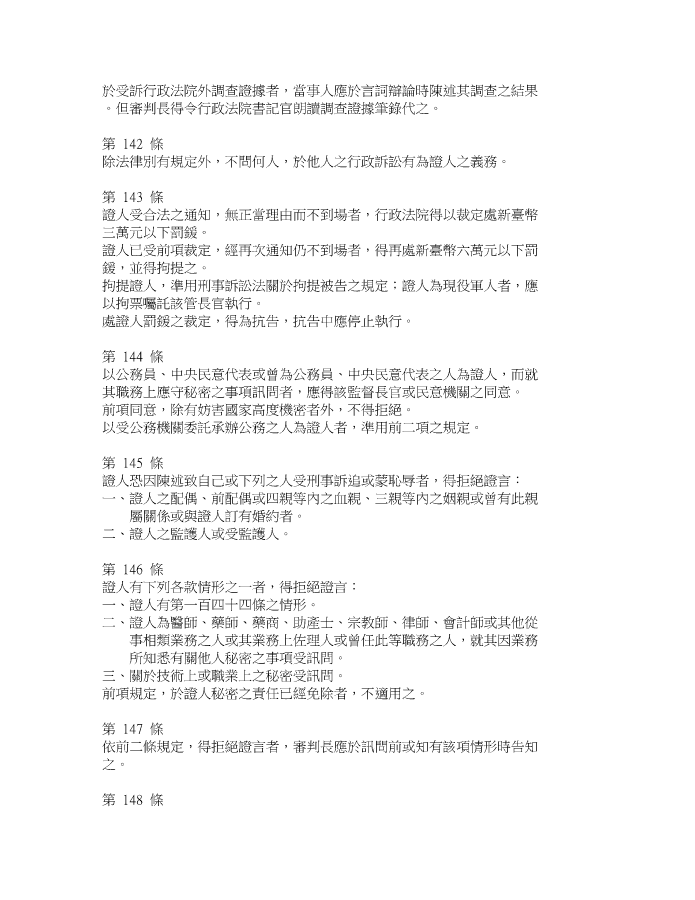 於受訴行政法院外調查證據者，當事人應於言詞辯論時陳述其調查之結果
。但審判長得令行政法院書記官朗讀調查證據筆錄代之。
第 142 條
除法律別有規定外，不問何人，於他人之行政訴訟有為證人之義務。
第 143 條
證人受合法之通知，無正當理由而不到場者，行政法院得以裁定處新臺幣
三萬元以下罰鍰。
證人已受前項裁定，經再次通知仍不到場者，得再處新臺幣六萬元以下罰
鍰，並得拘提之。
拘提證人，準用刑事訴訟法關於拘提被告之規定；證人為現役軍人者，應
以拘票囑託該管長官執行。
處證人罰鍰之裁定，得為抗告，抗告中應停止執行。
第 144 條
以公務員、中央民意代表或曾為公務員、中央民意代表之人為證人，而就
其職務上應守秘密之事項訊問者，應得該監督長官或民意機關之同意。
前項同意，除有妨害國家高度機密者外，不得拒絕。
以受公務機關委託承辦公務之人為證人者，準用前二項之規定。
第 145 條
證人恐因陳述致自己或下列之人受刑事訴追或蒙恥辱者，得拒絕證言：
一、證人之配偶、前配偶或四親等內之血親、三親等內之姻親或曾有此親
屬關係或與證人訂有婚約者。
二、證人之監護人或受監護人。
第 146 條
證人有下列各款情形之一者，得拒絕證言：
一、證人有第一百四十四條之情形。
二、證人為醫師、藥師、藥商、助產士、宗教師、律師、會計師或其他從
事相類業務之人或其業務上佐理人或曾任此等職務之人，就其因業務
所知悉有關他人秘密之事項受訊問。
三、關於技術上或職業上之秘密受訊問。
前項規定，於證人秘密之責任已經免除者，不適用之。
第 147 條
依前二條規定，得拒絕證言者，審判長應於訊問前或知有該項情形時告知
之。
第 148 條